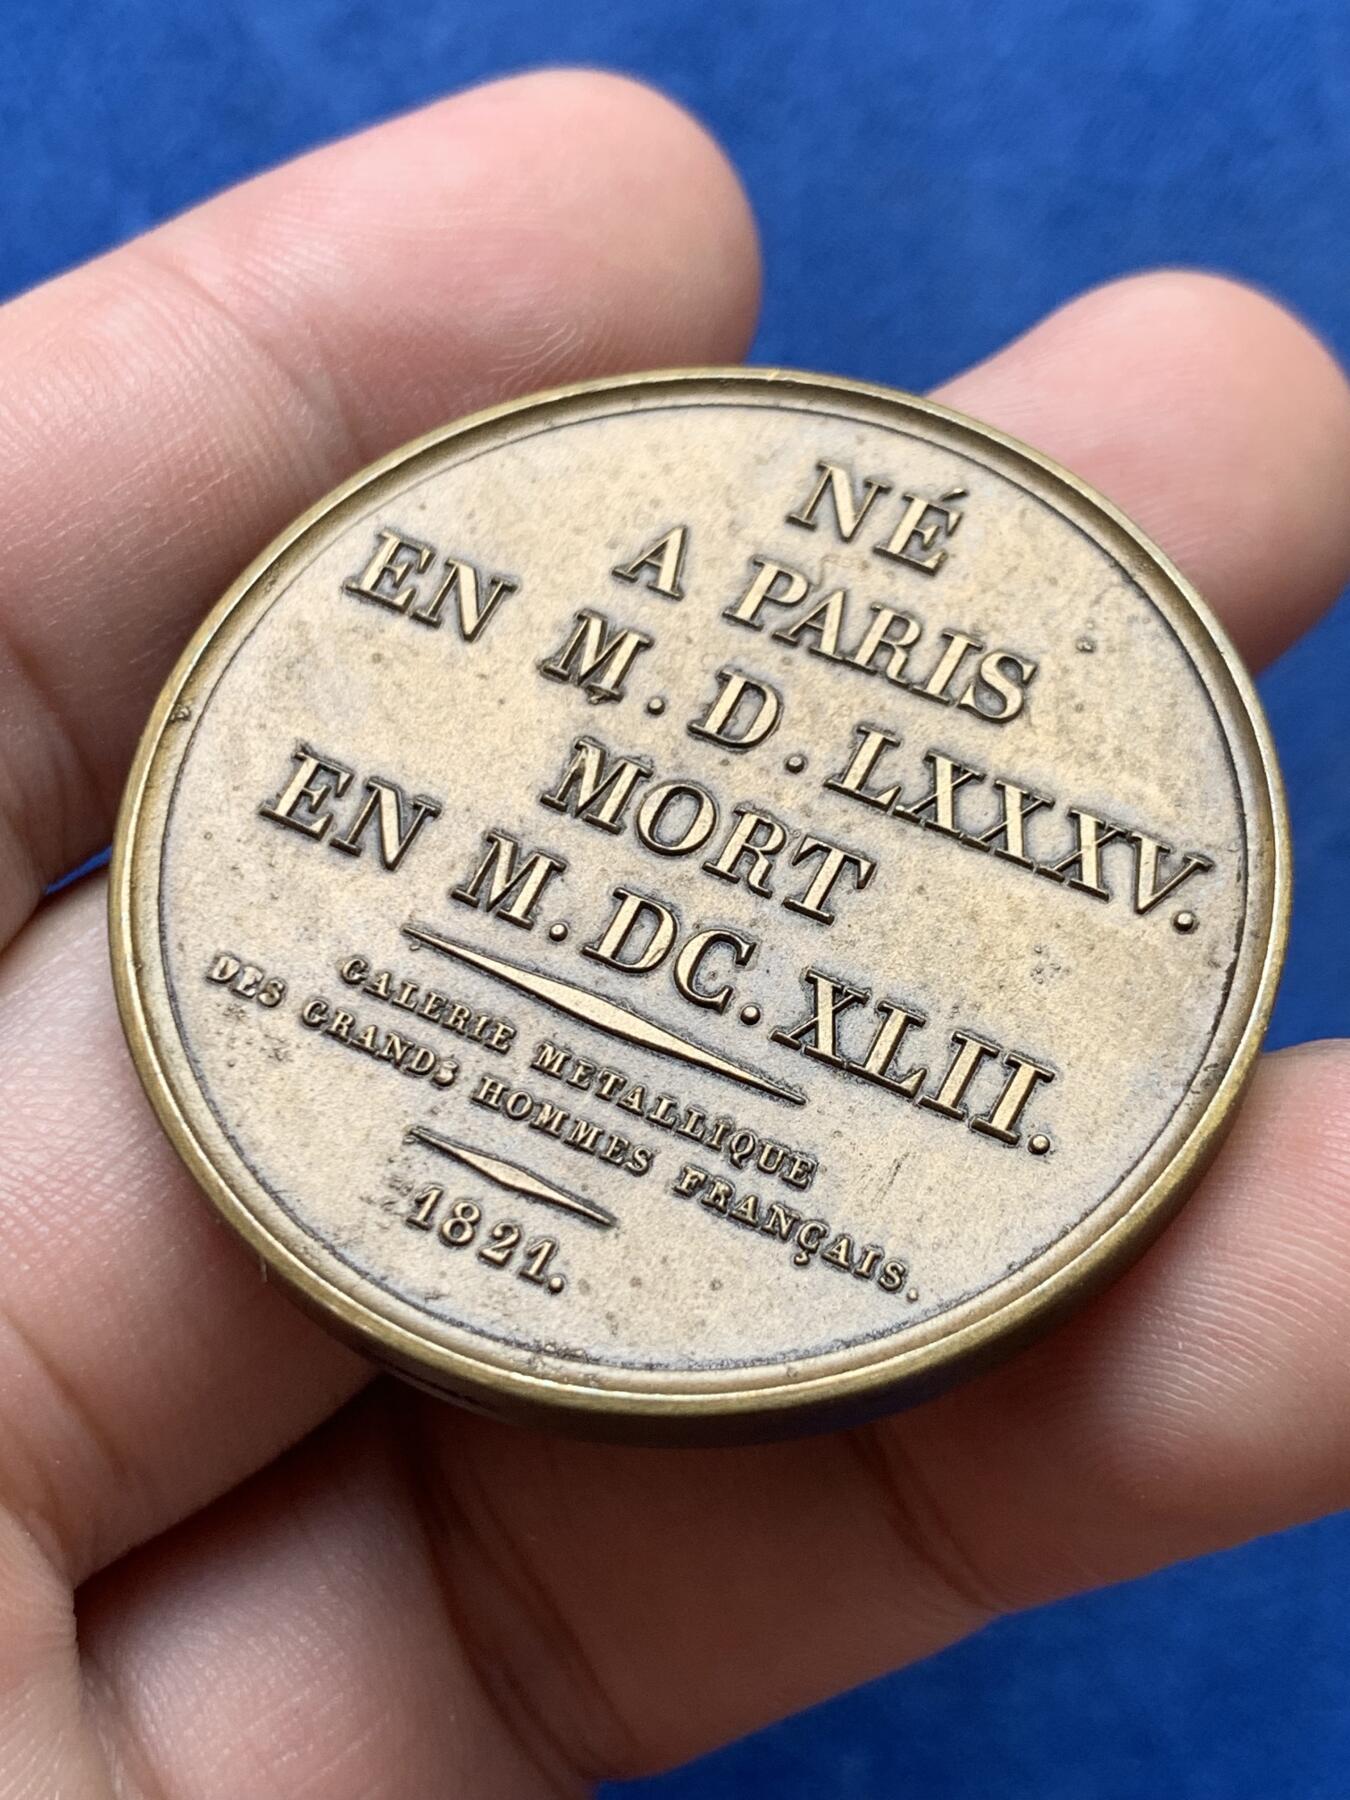 NÉ
A PARIS
EN M.D.LXXXV.
MORT
EN M.DC.XLII.
GALERIE METALLIQUE
DES GRANDS HOMMES FRANÇAIS.
1821.